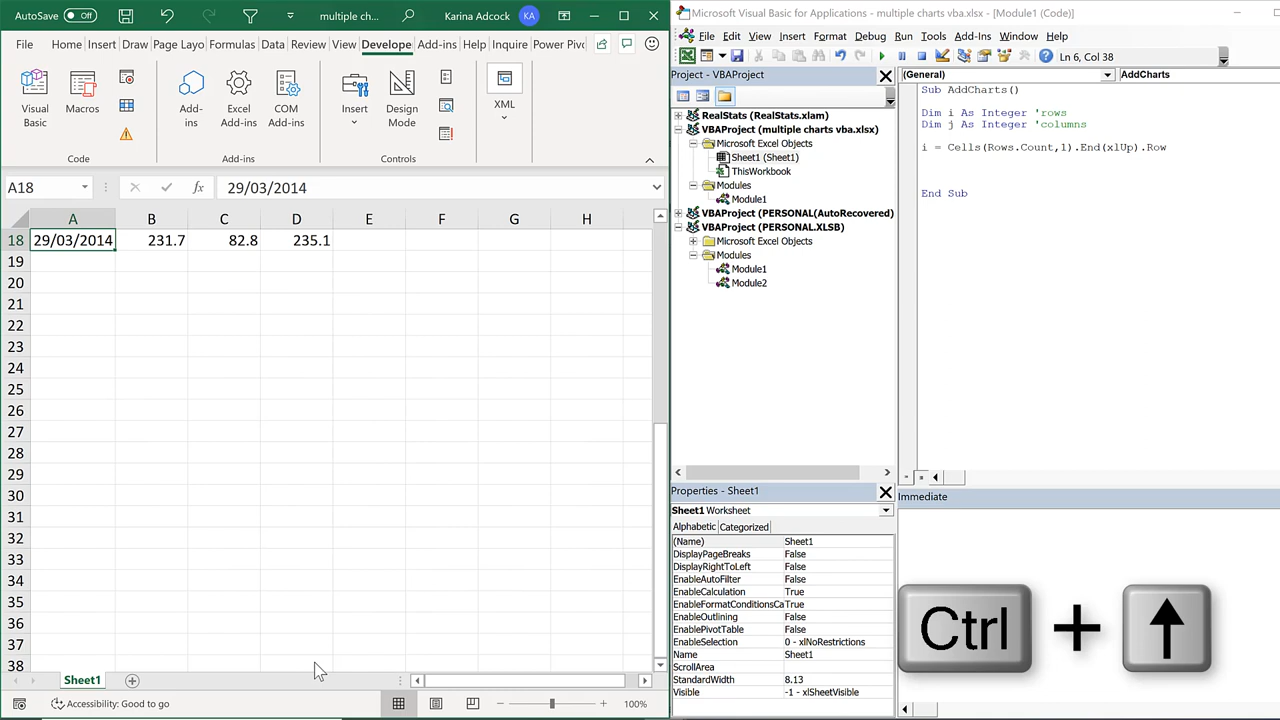 AutoSave Off multiple ch... Karina Adcock KA
File Home Insert Draw Page Layo Formulas Data Review View Develope Add-ins Help Inquire Power Pivc
Visual Basic Macros Add-ins Excel Add-ins COM Add-ins Insert Design Mode XML
Code Add-ins Controls
A18 fx 29/03/2014
A B C D E F G H
18 29/03/2014 231.7 82.8 235.1
19
20
21
22
23
24
25
26
27
28
29
30
31
32
33
34
35
36
37
38
Sheet1
Accessibility: Good to go 100%
Microsoft Visual Basic for Applications - multiple charts vba.xlsx - [Module1 (Code)]
File Edit View Insert Format Debug Run Tools Add-Ins Window Help
Ln 6, Col 38
Project - VBAProject
RealStats (RealStats.xlam)
VBAProject (multiple charts vba.xlsx)
Microsoft Excel Objects
Sheet1 (Sheet1)
ThisWorkbook
Modules
Module1
VBAProject (PERSONAL(AutoRecovered)
VBAProject (PERSONAL.XLSB)
Microsoft Excel Objects
Modules
Module1
Module2
Properties - Sheet1
Sheet1 Worksheet
Alphabetic Categorized
(Name) Sheet1
DisplayPageBreaks False
DisplayRightToLeft False
EnableAutoFilter False
EnableCalculation True
EnableFormatConditionsCa True
EnableOutlining False
EnablePivotTable False
EnableSelection 0 - xlNoRestrictions
Name Sheet1
ScrollArea
StandardWidth 8.13
Visible -1 - xlSheetVisible
(General) AddCharts
Sub AddCharts()
Dim i As Integer 'rows
Dim j As Integer 'columns
i = Cells(Rows.Count,1).End(xlUp).Row
End Sub
Immediate
Ctrl + ↑